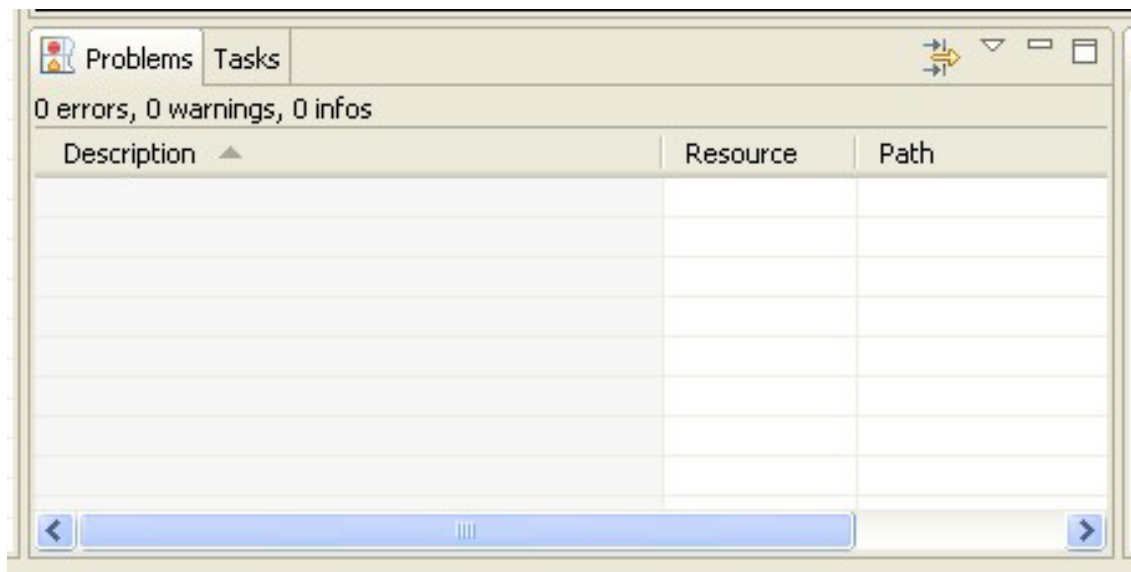 Problems Tasks
0 errors, 0 warnings, 0 infos
Description Resource Path